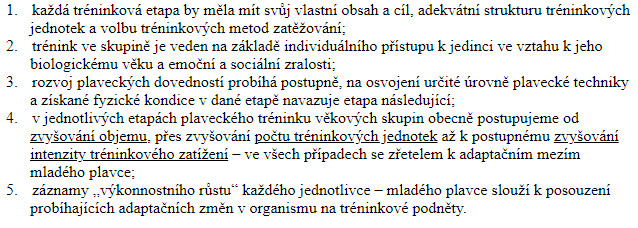 1. každá tréninková etapa by měla mít svůj vlastní obsah a cíl, adekvátní strukturu tréninkových
jednotek a volbu tréninkových metod zatěžování;
2. trénink ve skupině je veden na základě individuálního přístupu k jedinci ve vztahu k jeho
biologickému věku a emoční a sociální zralosti;
3. rozvoj plaveckých dovedností probíhá postupně, na osvojení určité úrovně plavecké techniky
a získané fyzické kondice v dané etapě navazuje etapa následující;
4. v jednotlivých etapách plaveckého tréninku věkových skupin obecně postupujeme od
zvyšování objemu, přes zvyšování počtu tréninkových jednotek až k postupnému zvyšování
intenzity tréninkového zatížení – ve všech případech se zřetelem k adaptačním mezím
mladého plavce;
5. záznamy „výkonnostního růstu“ každého jednotlivce – mladého plavce slouží k posouzení
probíhajících adaptačních změn v organismu na tréninkové podněty.